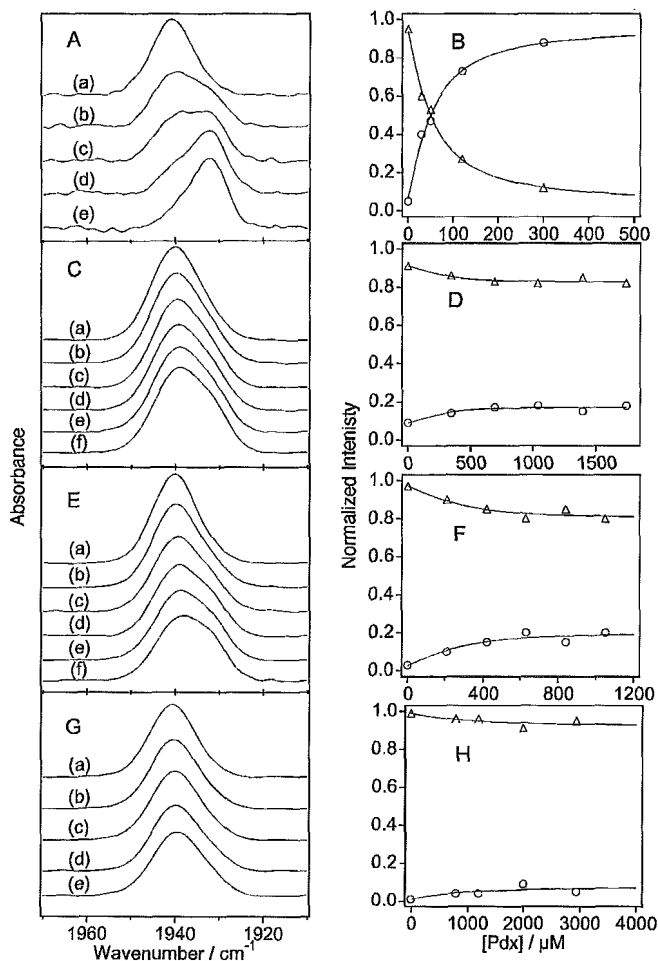 A
(a)
(b)
(c)
(d)
(e)
C
(a)
(b)
(c)
(d)
(e)
(f)
E
(a)
(b)
(c)
(d)
(e)
(f)
G
(a)
(b)
(c)
(d)
(e)
1960 1940 1920
Wavenumber / cm⁻¹
Absorbance
Normalized Intenisty
B
1.0
0.8
0.6
0.4
0.2
0.0
0 100 200 300 400 500
D
1.0
0.8
0.6
0.4
0.2
0.0
0 500 1000 1500
F
1.0
0.8
0.6
0.4
0.2
0.0
0 400 800 1200
H
1.0
0.8
0.6
0.4
0.2
0.0
0 1000 2000 3000 4000
[Pdx] / μM